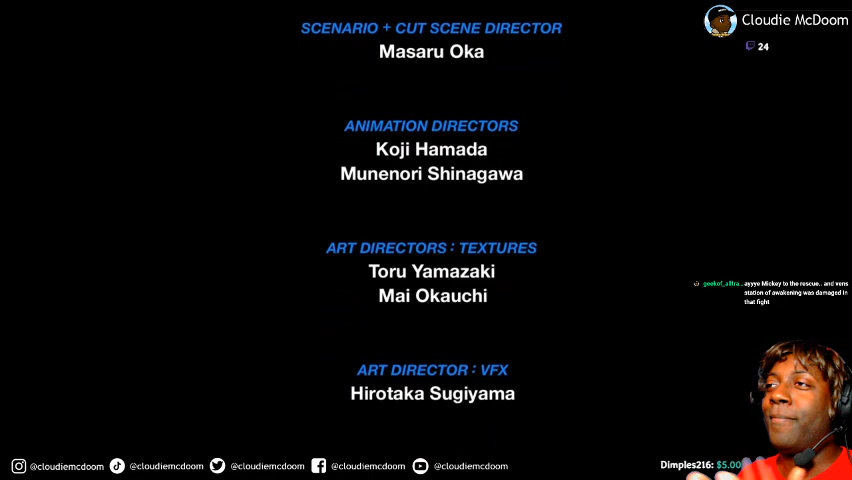 SCENARIO + CUT SCENE DIRECTOR
Masaru Oka
ANIMATION DIRECTORS
Koji Hamada
Munenori Shinagawa
ART DIRECTORS : TEXTURES
Toru Yamazaki
Mai Okauchi
ART DIRECTOR : VFX
Hirotaka Sugiyama
Cloudie McDoom
24
geekof_alltra.. ayyye Mickey to the rescue.. and vens
station of awakening was damaged in
that fight
@cloudiemcdoom @cloudiemcdoom @cloudiemcdoom @cloudiemcdoom @cloudiemcdoom
Dimples216: $5.00